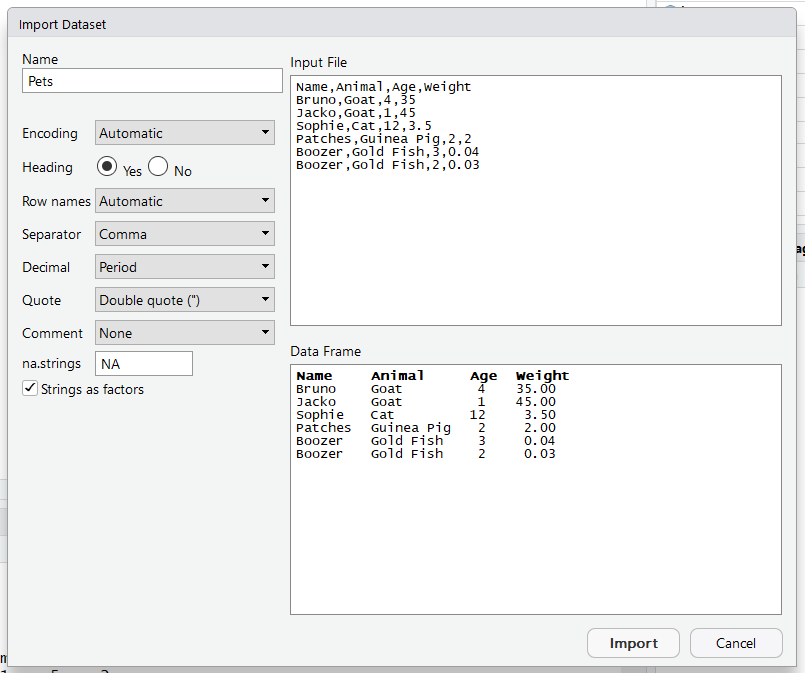 Import Dataset
Name
Pets
Encoding Automatic
Heading Yes No
Row names Automatic
Separator Comma
Decimal Period
Quote Double quote (")
Comment None
na.strings NA
Strings as factors
Input File
Name,Animal,Age,Weight
Bruno,Goat,4,35
Jacko,Goat,1,45
Sophie,Cat,12,3.5
Patches,Guinea Pig,2,2
Boozer,Gold Fish,3,0.04
Boozer,Gold Fish,2,0.03
Data Frame
Name Animal Age Weight
Bruno Goat 4 35.00
Jacko Goat 1 45.00
Sophie Cat 12 3.50
Patches Guinea Pig 2 2.00
Boozer Gold Fish 3 0.04
Boozer Gold Fish 2 0.03
Import Cancel